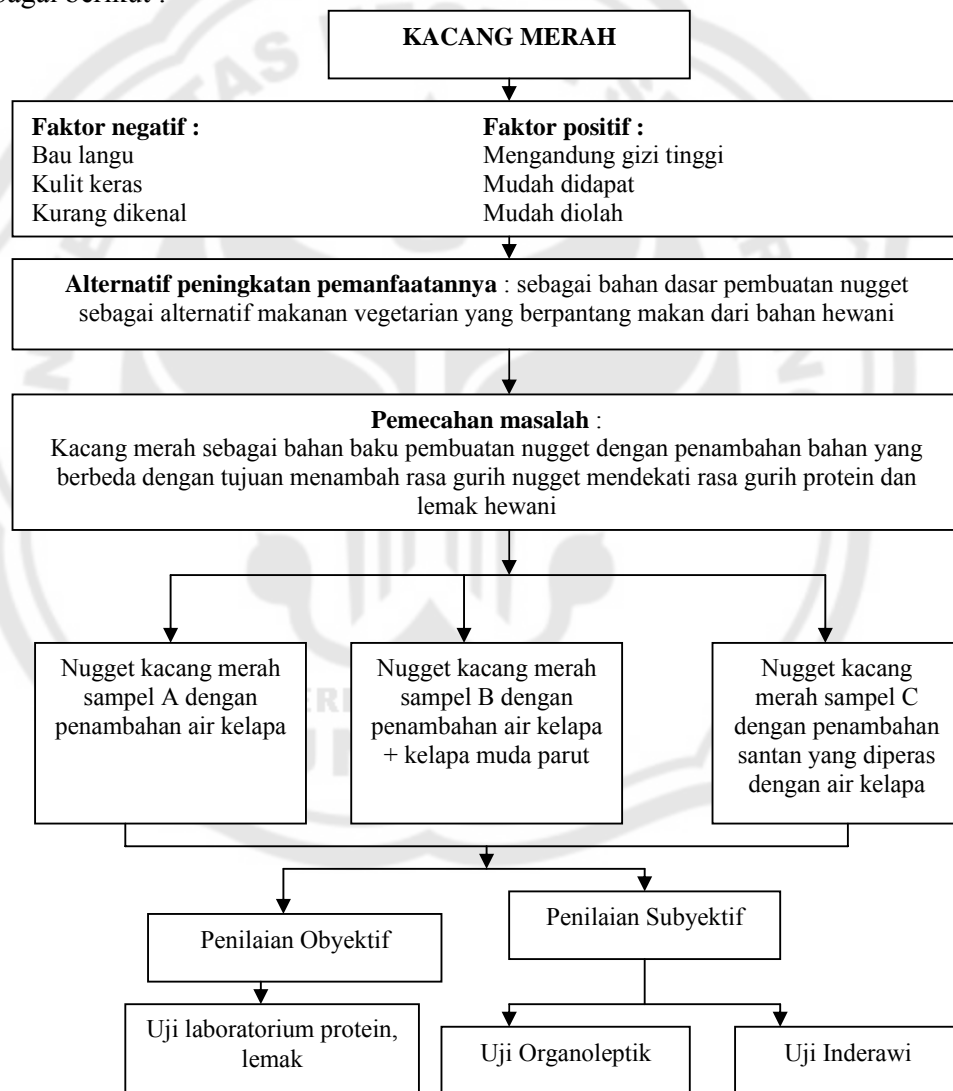 bagai berikut :
KACANG MERAH
Faktor negatif :
Bau langu
Kulit keras
Kurang dikenal
Faktor positif :
Mengandung gizi tinggi
Mudah didapat
Mudah diolah
Alternatif peningkatan pemanfaatannya : sebagai bahan dasar pembuatan nugget
sebagai alternatif makanan vegetarian yang berpantang makan dari bahan hewani
Pemecahan masalah :
Kacang merah sebagai bahan baku pembuatan nugget dengan penambahan bahan yang
berbeda dengan tujuan menambah rasa gurih nugget mendekati rasa gurih protein dan
lemak hewani
Nugget kacang merah
sampel A dengan
penambahan air kelapa
Nugget kacang merah
sampel B dengan
penambahan air kelapa
+ kelapa muda parut
Nugget kacang
merah sampel C
dengan penambahan
santan yang diperas
dengan air kelapa
Penilaian Obyektif
Penilaian Subyektif
Uji laboratorium protein,
lemak
Uji Organoleptik
Uji Inderawi